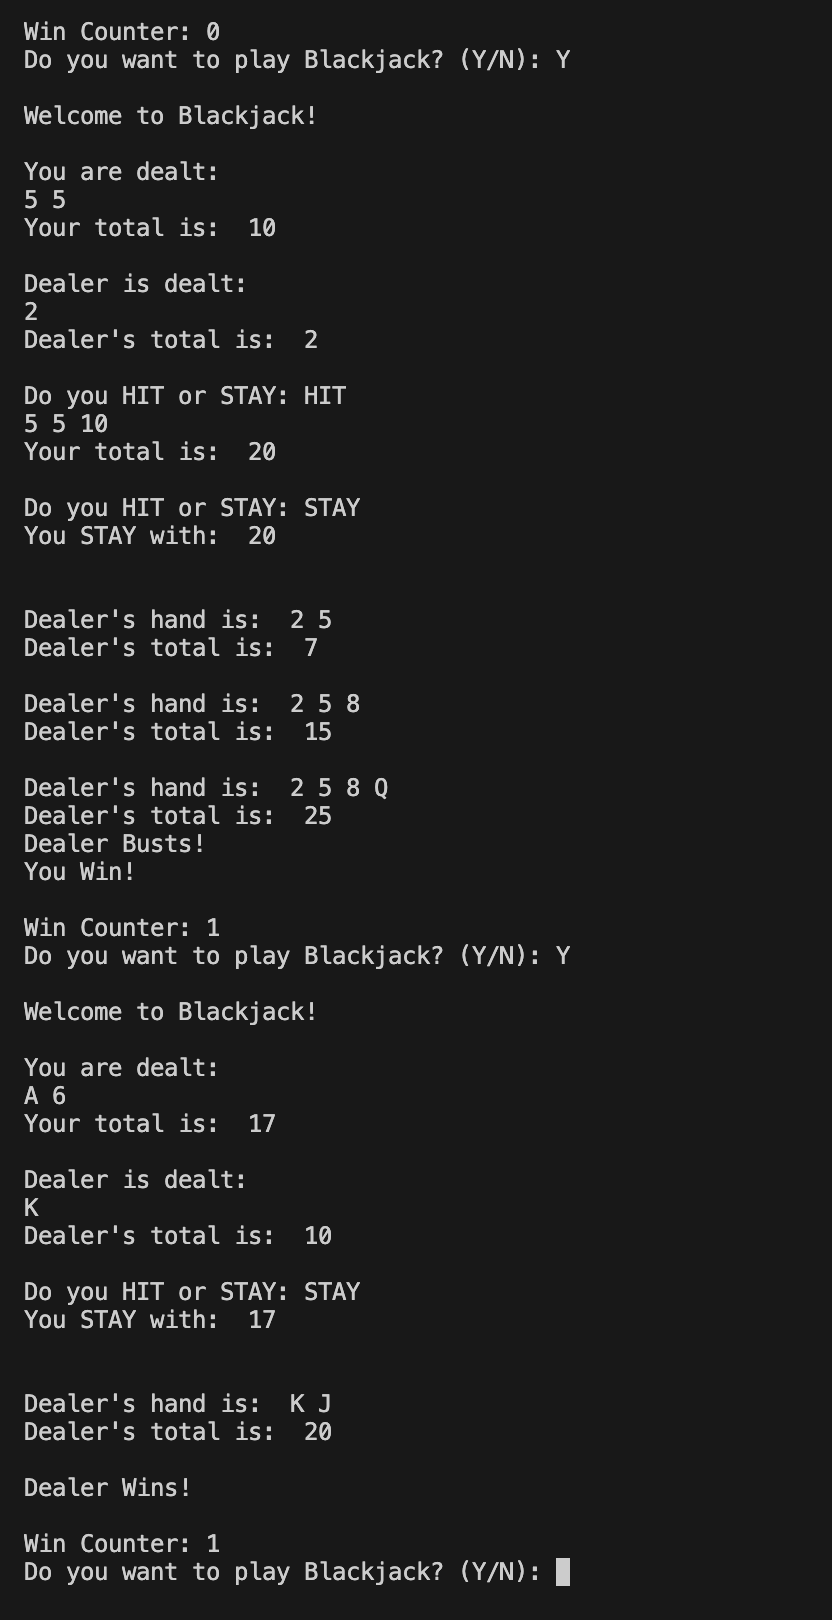 Win Counter: 0
Do you want to play Blackjack? (Y/N): Y
Welcome to Blackjack!
You are dealt:
5 5
Your total is:  10
Dealer is dealt:
2
Dealer's total is:  2
Do you HIT or STAY: HIT
5 5 10
Your total is:  20
Do you HIT or STAY: STAY
You STAY with:  20
Dealer's hand is:  2 5
Dealer's total is:  7
Dealer's hand is:  2 5 8
Dealer's total is:  15
Dealer's hand is:  2 5 8 Q
Dealer's total is:  25
Dealer Busts!
You Win!
Win Counter: 1
Do you want to play Blackjack? (Y/N): Y
Welcome to Blackjack!
You are dealt:
A 6
Your total is:  17
Dealer is dealt:
K
Dealer's total is:  10
Do you HIT or STAY: STAY
You STAY with:  17
Dealer's hand is:  K J
Dealer's total is:  20
Dealer Wins!
Win Counter: 1
Do you want to play Blackjack? (Y/N):